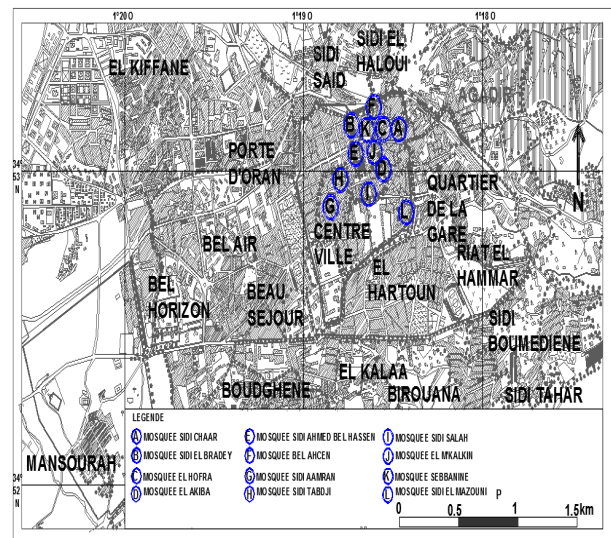 1°20 1°19 1°18
EL KIFFANE
SIDI SAID
SIDI EL HALOUI
AGADIR
F
B K C A
E J
D
H
I
G
L
34° 53 N
PORTE D'ORAN
QUARTIER DE LA GARE
N
CENTRE VILLE
BEL AIR
RIAT EL HAMMAR
EL HARTOUN
BEL HORIZON
BEAU SEJOUR
SIDI BOUMEDIENE
EL KALAA
BOUDGHENE
BIROUANA
SIDI TAHAR
MANSOURAH
34° 52 N
LEGENDE
A MOSQUEE SIDI CHAAR
B MOSQUEE SIDI EL BRADEY
C MOSQUEE EL HOFRA
D MOSQUEE EL AKIBA
E MOSQUEE SIDI AHMED BEL HASSEN
F MOSQUEE BEL AHCEN
G MOSQUEE SIDI AAMRAN
H MOSQUEE SIDI TABDJI
I MOSQUEE SIDI SALAH
J MOSQUEE EL M'KALKIN
K MOSQUEE SEBBANINE
L MOSQUEE SIDI EL MAZOUNI
P
0 0.5 1 1.5km